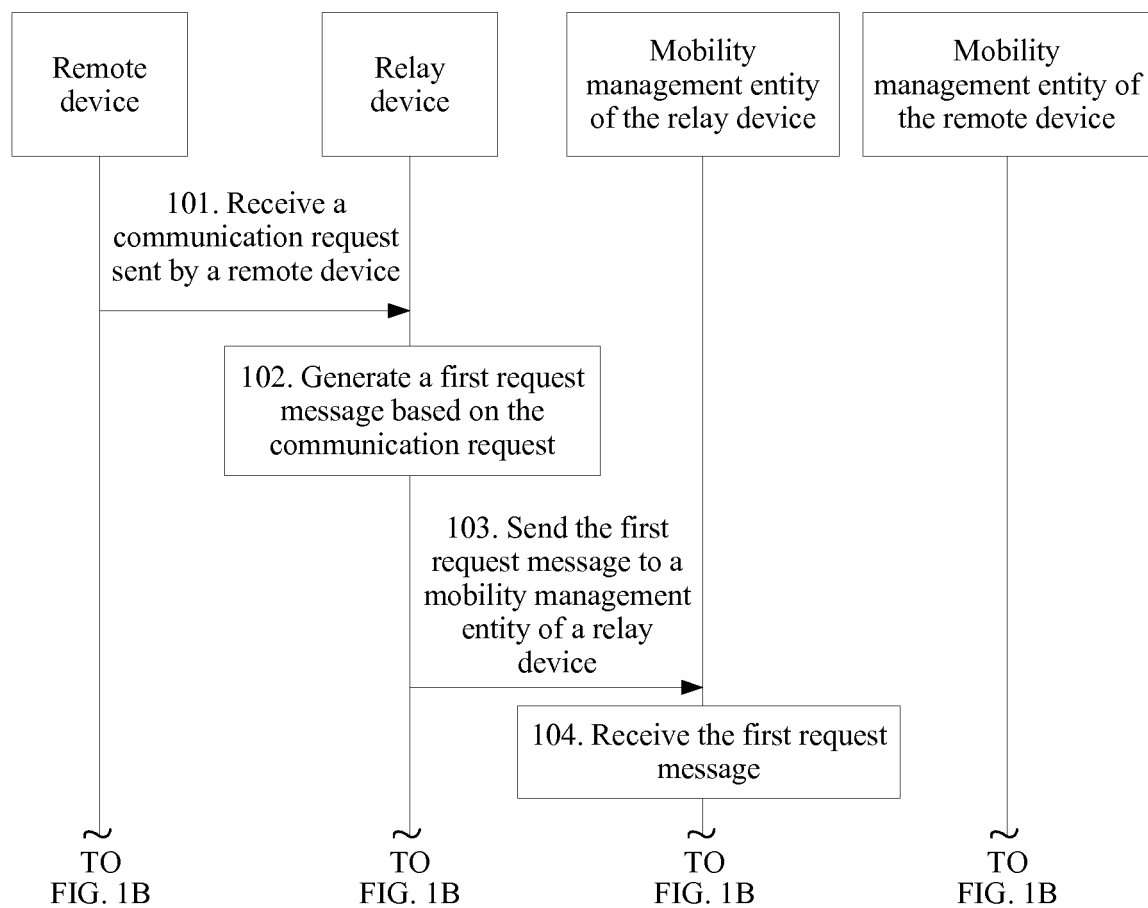 Remote
device
Relay
device
Mobility
management entity
of the relay device
Mobility
management entity of
the remote device
101. Receive a
communication request
sent by a remote device
102. Generate a first request
message based on the
communication request
103. Send the first
request message to a
mobility management
entity of a relay
device
104. Receive the first request
message
TO
FIG. 1B
TO
FIG. 1B
TO
FIG. 1B
TO
FIG. 1B